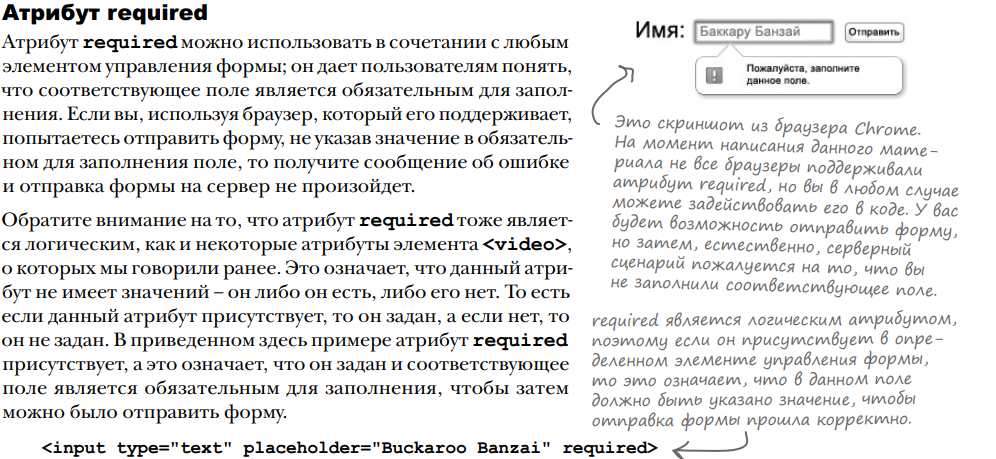 Атрибут required
Атрибут required можно использовать в сочетании с любым
элементом управления формы; он дает пользователям понять,
что соответствующее поле является обязательным для запол-
нения. Если вы, используя браузер, который его поддерживает,
попытаетесь отправить форму, не указав значение в обязатель-
ном для заполнения поле, то получите сообщение об ошибке
и отправка формы на сервер не произойдет.
Обратите внимание на то, что атрибут required тоже являет-
ся логическим, как и некоторые атрибуты элемента <video>,
о которых мы говорили ранее. Это означает, что данный атри-
бут не имеет значений – он либо он есть, либо его нет. То есть
если данный атрибут присутствует, то он задан, а если нет, то
он не задан. В приведенном здесь примере атрибут required
присутствует, а это означает, что он задан и соответствующее
поле является обязательным для заполнения, чтобы затем
можно было отправить форму.
<input type="text" placeholder="Buckaroo Banzai" required>
Имя: Баккару Банзай Отправить
Пожалуйста, заполните
данное поле.
Это скриншот из браузера Chrome.
На момент написания данного мате-
риала не все браузеры поддерживали
атрибут required, но вы в любом случае
можете задействовать его в коде. У вас
будет возможность отправить форму,
но затем, естественно, серверный
сценарий пожалуется на то, что вы
не заполнили соответствующее поле.
required является логическим атрибутом,
поэтому если он присутствует в опре-
деленном элементе управления формы,
то это означает, что в данном поле
должно быть указано значение, чтобы
отправка формы прошла корректно.